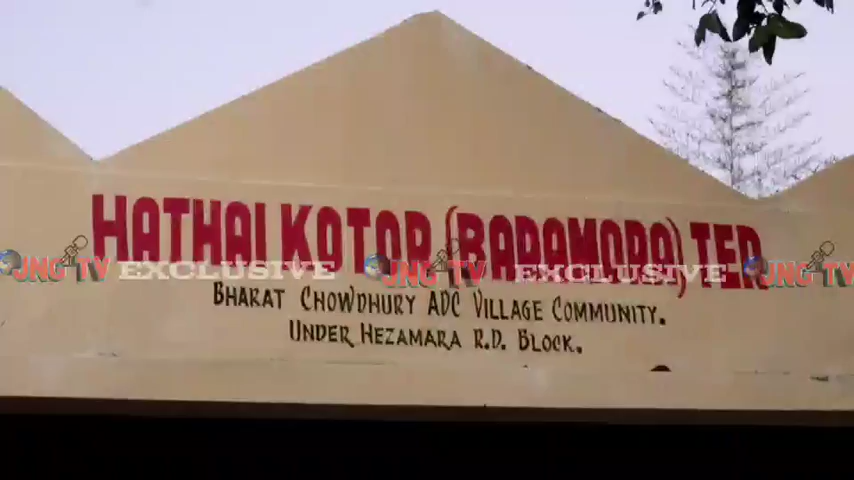 HATHAI KOTOR (BARAMORA), TER
JNG TV EXCLUSIVE JNG TV EXCLUSIVE JNG TV
BHARAT CHOWDHURY ADC VILLAGE COMMUNITY.
UNDER HEZAMARA R.D. BLOCK.